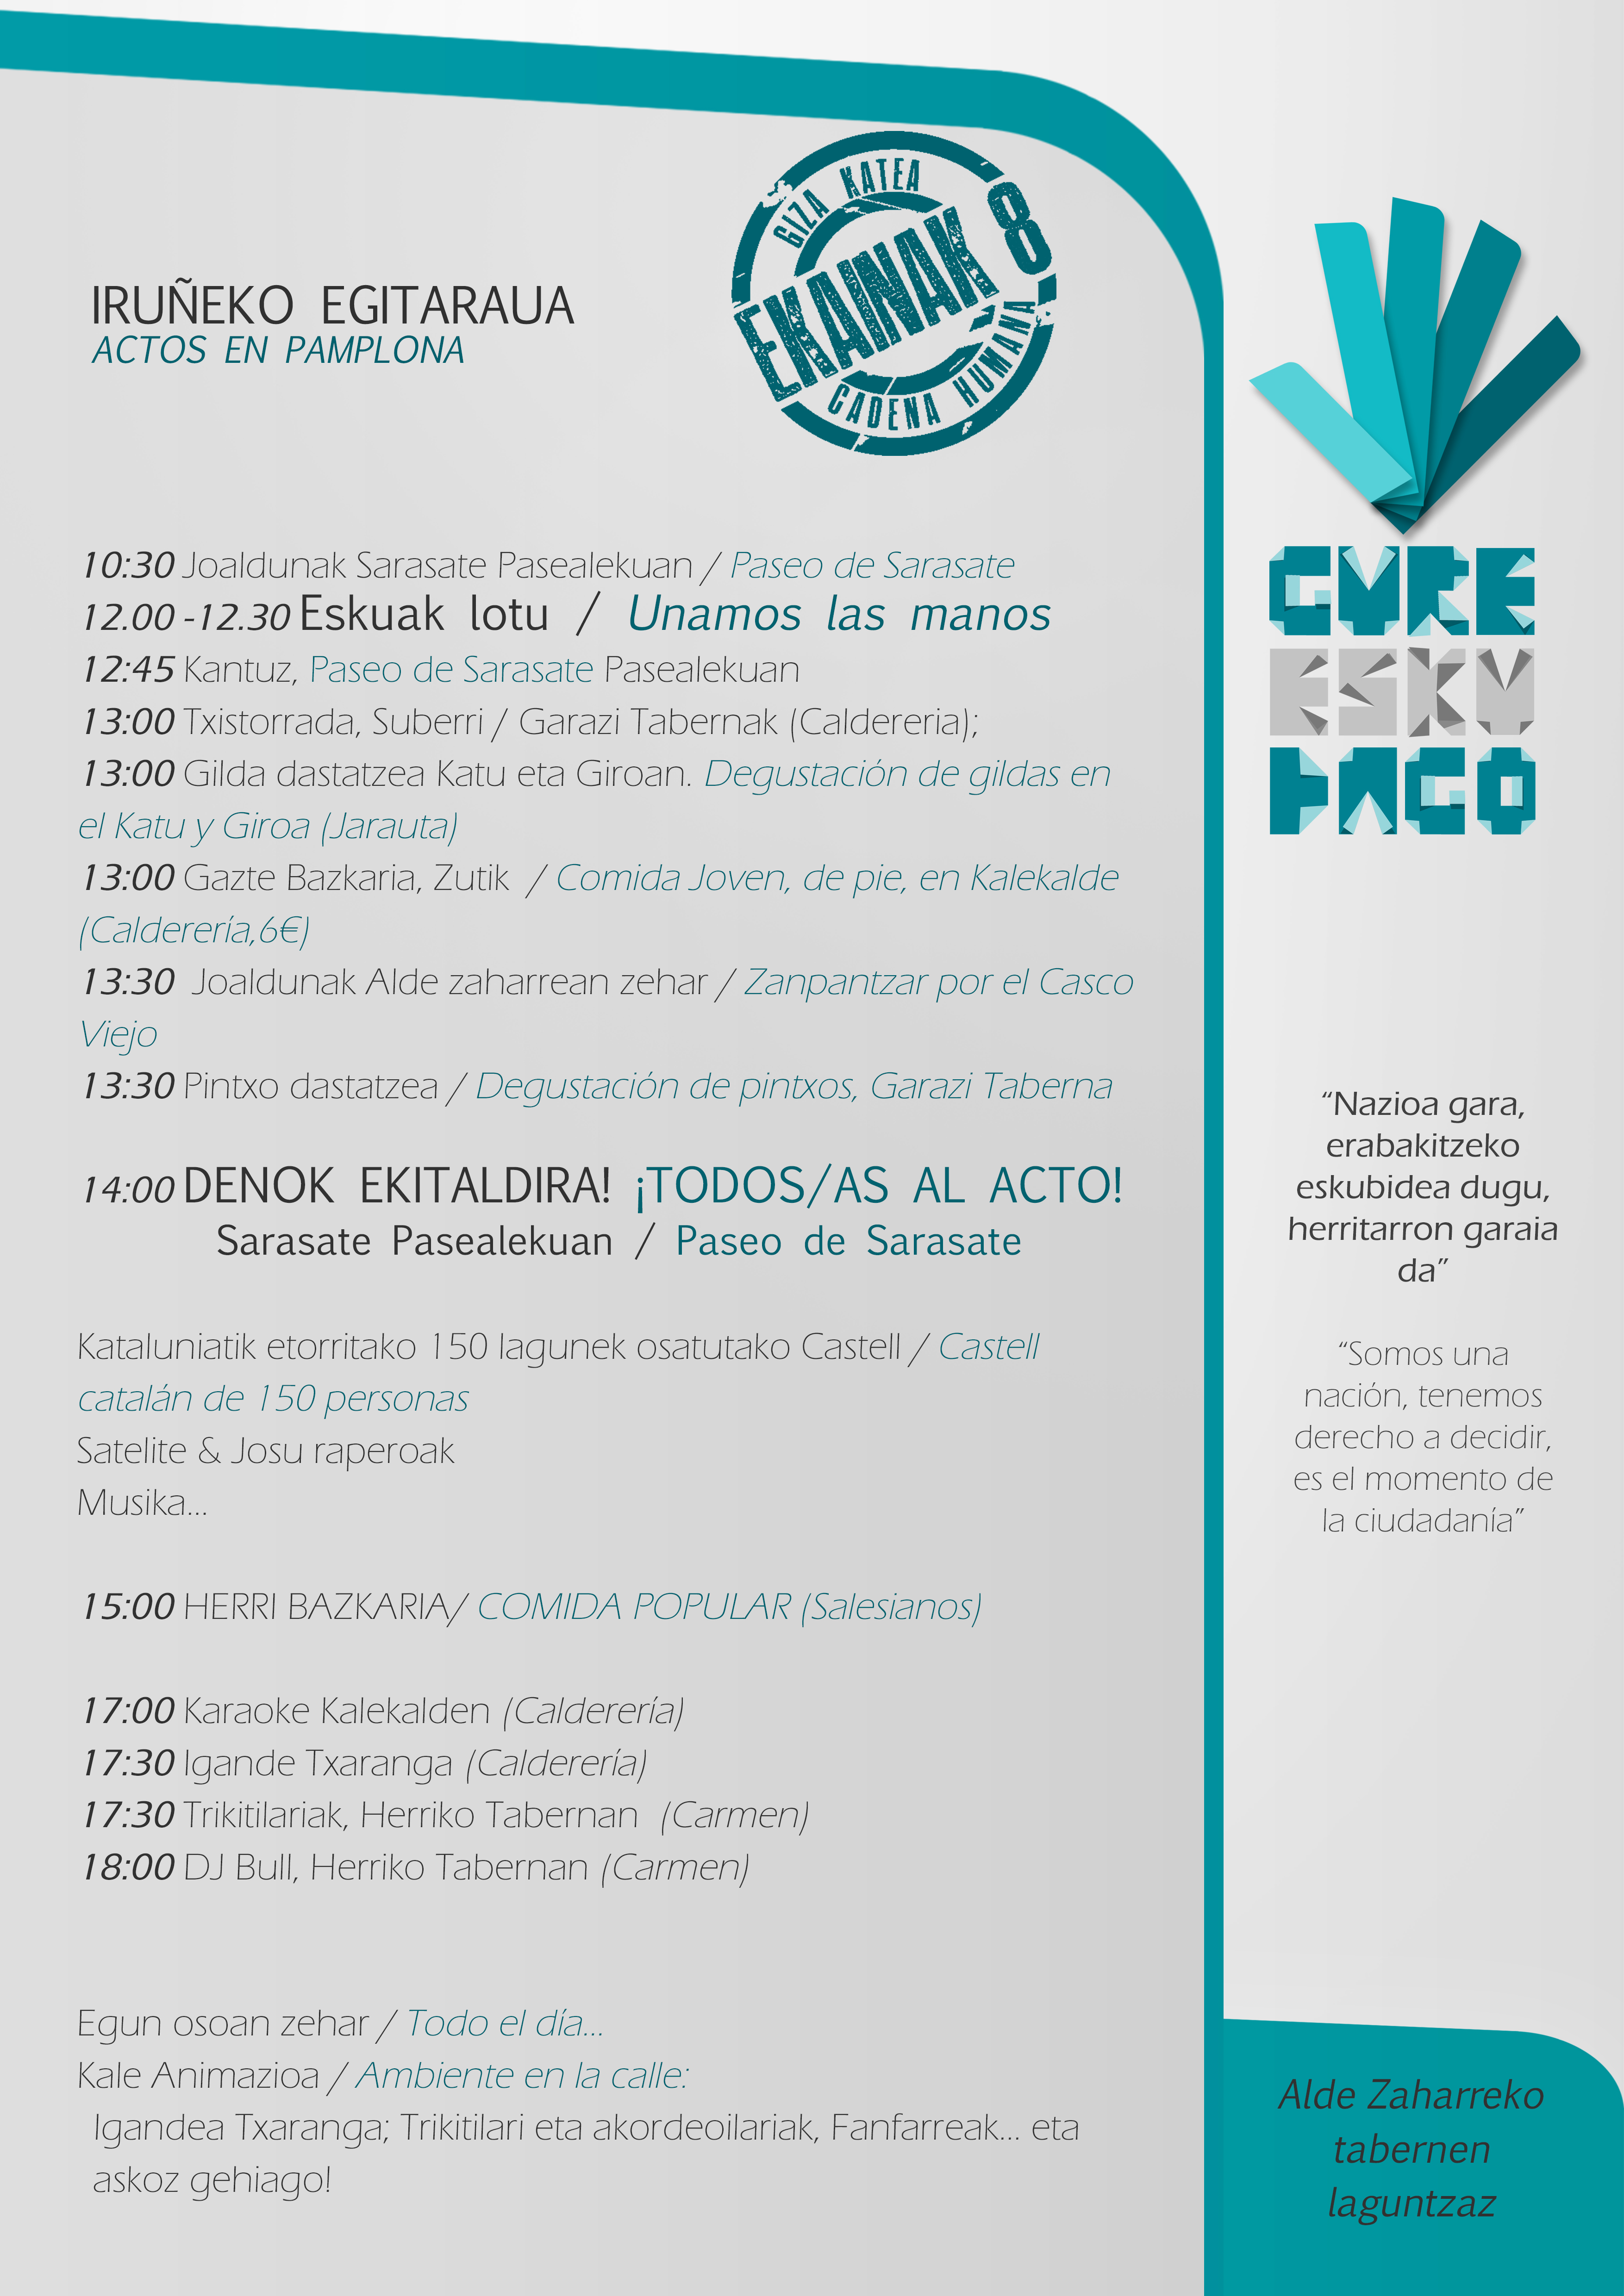 GIZA KATEA
EKAINAK 8
CADENA HUMANA
IRUÑEKO EGITARAUA
ACTOS EN PAMPLONA
10:30 Joaldunak Sarasate Pasealekuan / Paseo de Sarasate
12.00 -12.30 Eskuak lotu / Unamos las manos
12:45 Kantuz, Paseo de Sarasate Pasealekuan
13:00 Txistorrada, Suberri / Garazi Tabernak (Caldereria);
13:00 Gilda dastatzea Katu eta Giroan. Degustación de gildas en
el Katu y Giroa (Jarauta)
13:00 Gazte Bazkaria, Zutik / Comida Joven, de pie, en Kalekalde
(Calderería,6€)
13:30 Joaldunak Alde zaharrean zehar / Zanpantzar por el Casco
Viejo
13:30 Pintxo dastatzea / Degustación de pintxos, Garazi Taberna
14:00 DENOK EKITALDIRA! ¡TODOS/AS AL ACTO!
Sarasate Pasealekuan / Paseo de Sarasate
Kataluniatik etorritako 150 lagunek osatutako Castell / Castell
catalán de 150 personas
Satelite & Josu raperoak
Musika...
15:00 HERRI BAZKARIA/ COMIDA POPULAR (Salesianos)
17:00 Karaoke Kalekalden (Calderería)
17:30 Igande Txaranga (Calderería)
17:30 Trikitilariak, Herriko Tabernan (Carmen)
18:00 DJ Bull, Herriko Tabernan (Carmen)
Egun osoan zehar / Todo el día...
Kale Animazioa / Ambiente en la calle:
Igandea Txaranga; Trikitilari eta akordeoilariak, Fanfarreak... eta
askoz gehiago!
GURE
ESKU
DAGO
“Nazioa gara,
erabakitzeko
eskubidea dugu,
herritarron garaia
da”
“Somos una
nación, tenemos
derecho a decidir,
es el momento de
la ciudadanía”
Alde Zaharreko
tabernen
laguntzaz